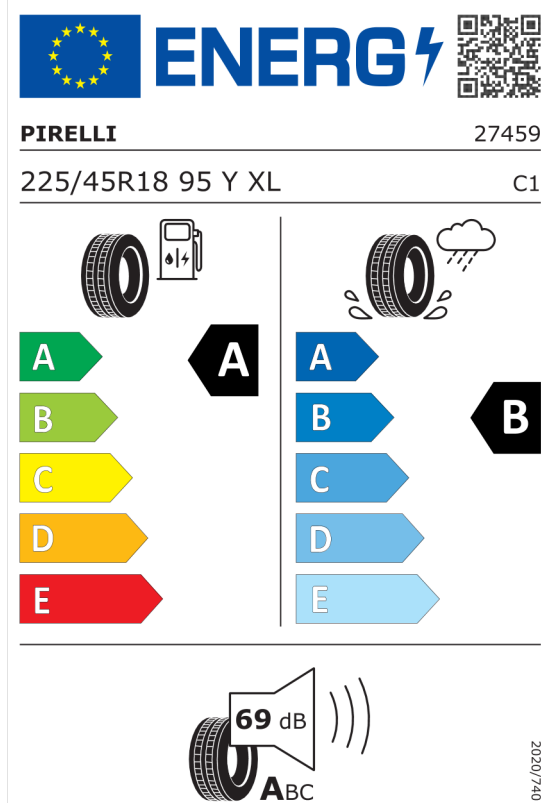 ENERG
PIRELLI 27459
225/45R18 95 Y XL C1
A A A
B B B
C C
D D
E E
69 dB
ABC
2020/740